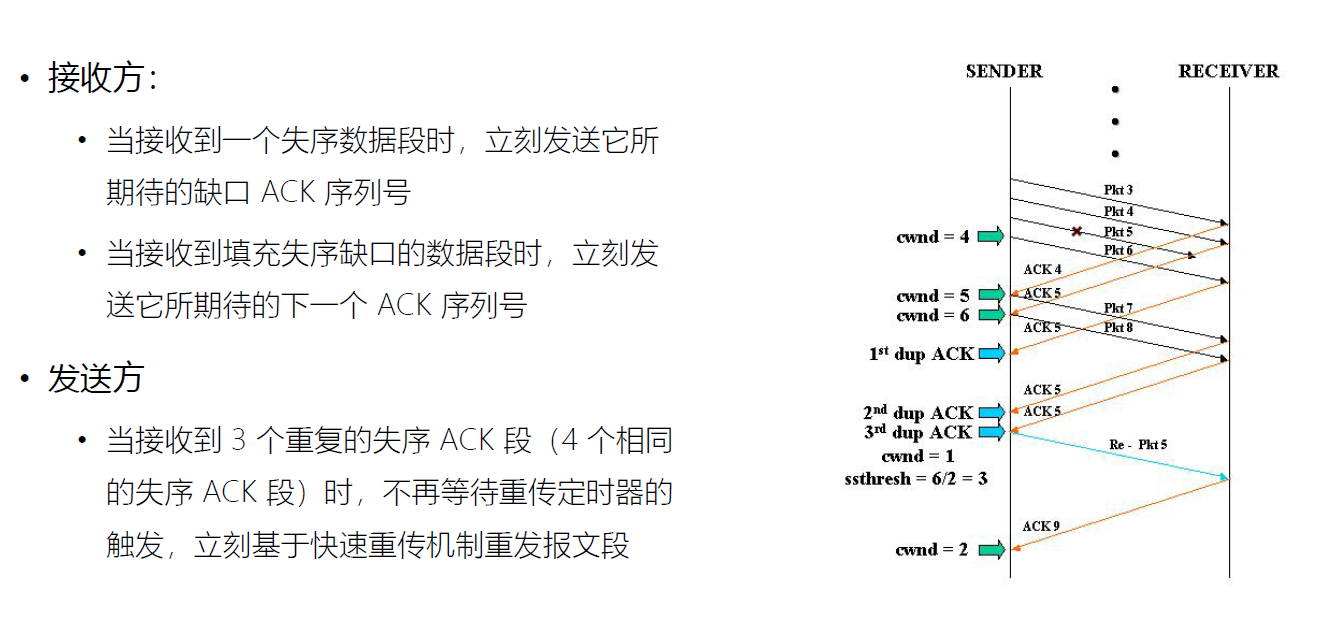 • 接收方：
• 当接收到一个失序数据段时，立刻发送它所
期待的缺口 ACK 序列号
• 当接收到填充失序缺口的数据段时，立刻发
送它所期待的下一个 ACK 序列号
• 发送方
• 当接收到 3 个重复的失序 ACK 段（4 个相同
的失序 ACK 段）时，不再等待重传定时器的
触发，立刻基于快速重传机制重发报文段
SENDER
RECEIVER
Pkt 3
Pkt 4
Pkt 5
cwnd = 4
Pkt 6
ACK 4
cwnd = 5
ACK 5
Pkt 7
cwnd = 6
ACK 5
Pkt 8
1st dup ACK
ACK 5
2nd dup ACK
ACK 5
3rd dup ACK
Re - Pkt 5
cwnd = 1
ssthresh = 6/2 = 3
ACK 9
cwnd = 2